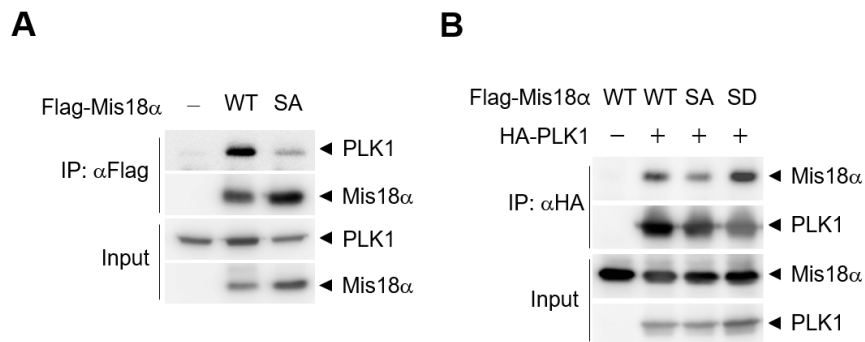 A
Flag-Mis18α – WT SA
IP: αFlag
◄ PLK1
◄ Mis18α
Input
◄ PLK1
◄ Mis18α
B
Flag-Mis18α WT WT SA SD
HA-PLK1 – + + +
IP: αHA
◄ Mis18α
◄ PLK1
Input
◄ Mis18α
◄ PLK1